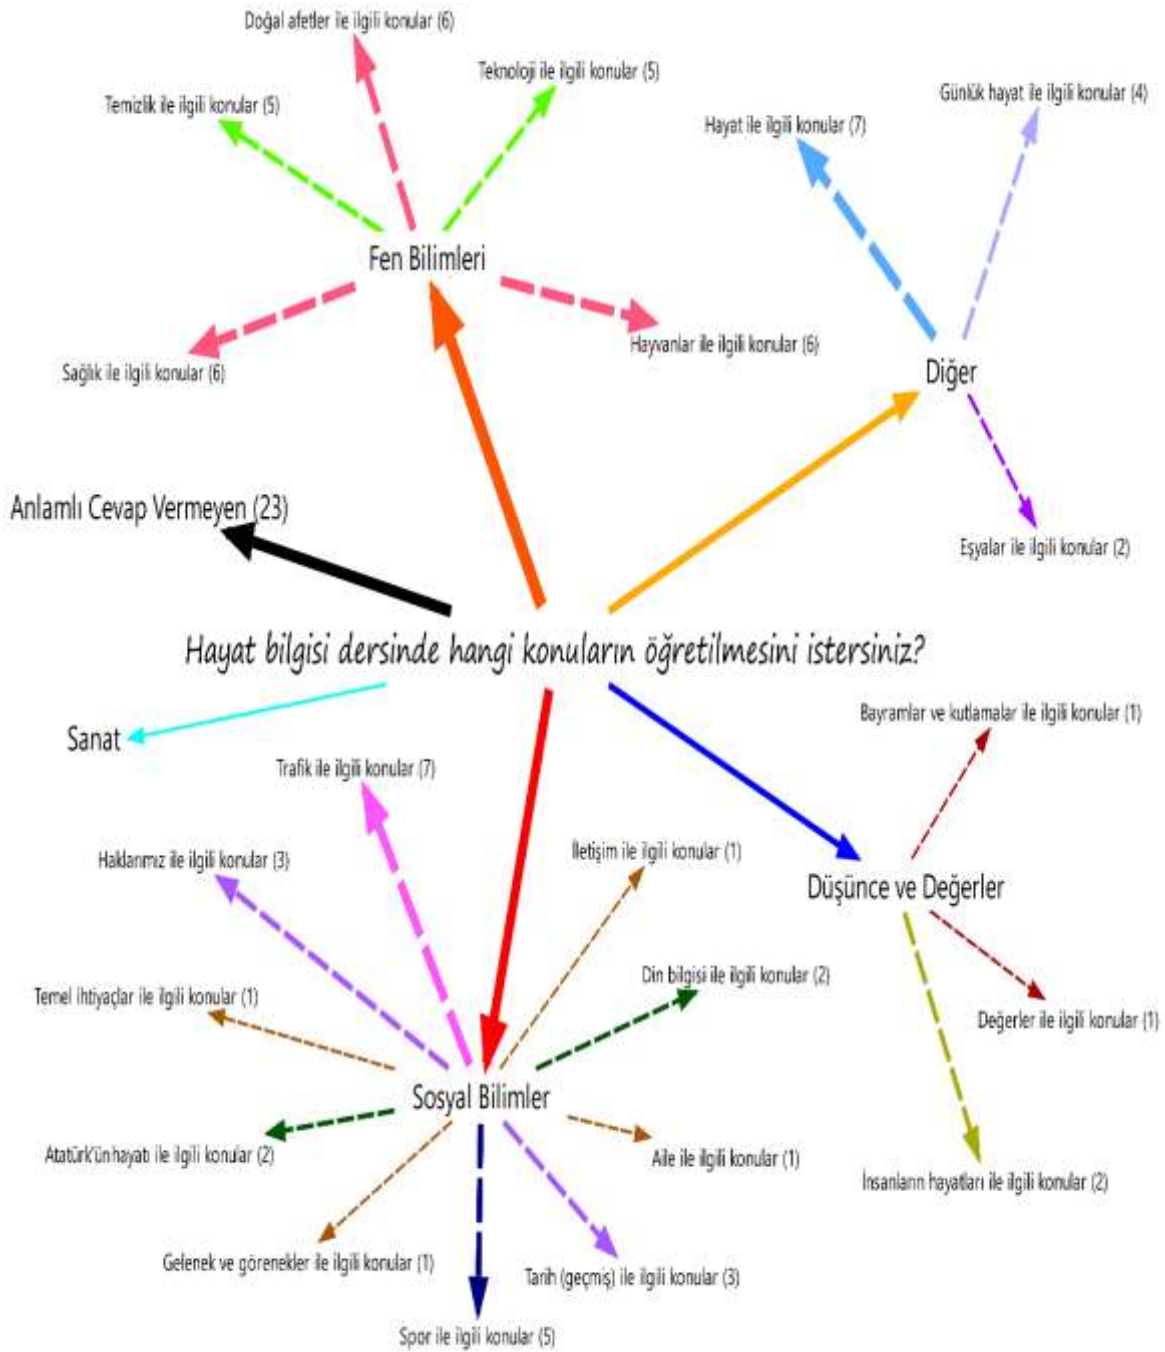 Doğal afetler ile ilgili konular (6)
Teknoloji ile ilgili konular (5)
Temizlik ile ilgili konular (5)
Günlük hayat ile ilgili konular (4)
Hayat ile ilgili konular (7)
Fen Bilimleri
Hayvanlar ile ilgili konular (6)
Sağlık ile ilgili konular (6)
Diğer
Anlamlı Cevap Vermeyen (23)
Eşyalar ile ilgili konular (2)
Hayat bilgisi dersinde hangi konuların öğretilmesini istersiniz?
Bayramlar ve kutlamalar ile ilgili konular (1)
Sanat
Trafik ile ilgili konular (7)
Haklarımız ile ilgili konular (3)
İletişim ile ilgili konular (1)
Düşünce ve Değerler
Din bilgisi ile ilgili konular (2)
Temel ihtiyaçlar ile ilgili konular (1)
Değerler ile ilgili konular (1)
Sosyal Bilimler
Atatürk'ün hayatı ile ilgili konular (2)
Aile ile ilgili konular (1)
İnsanların hayatları ile ilgili konular (2)
Gelenek ve görenekler ile ilgili konular (1)
Tarih (geçmiş) ile ilgili konular (3)
Spor ile ilgili konular (5)